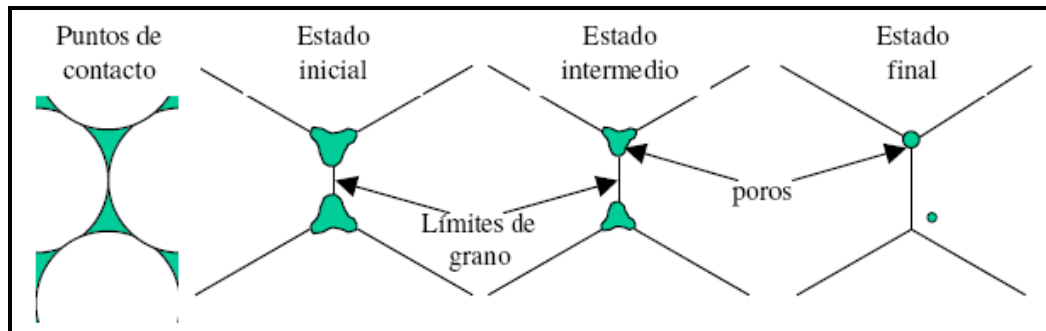 Puntos de
contacto
Estado
inicial
Estado
intermedio
Estado
final
Límites de
grano
poros